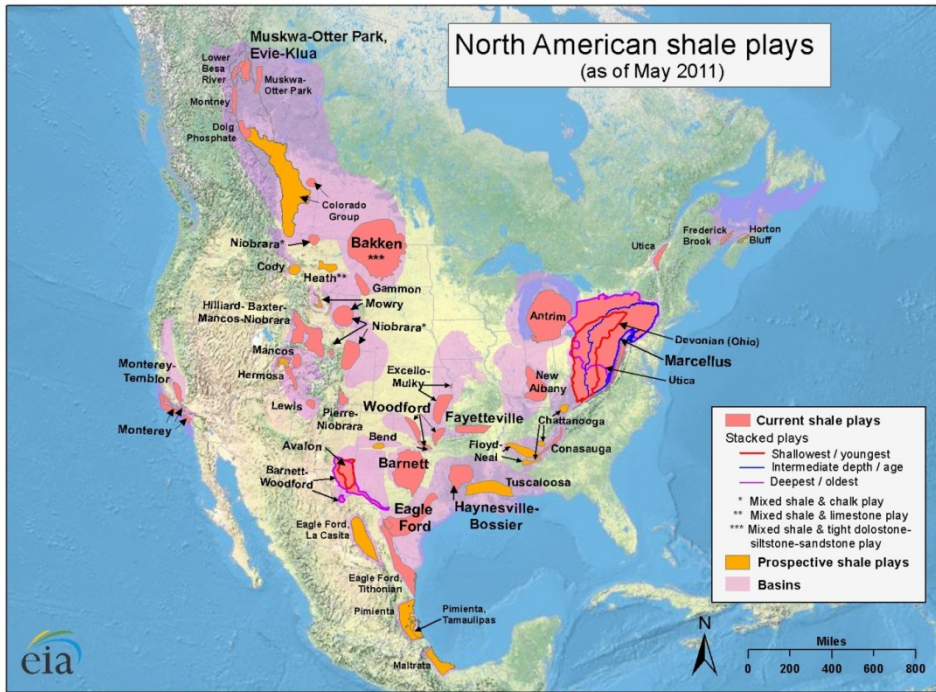 North American shale plays
(as of May 2011)
Muskwa-Otter Park,
Evie-Klua
Lower
Besa
River
Muskwa-
Otter Park
Montney
Doig
Phosphate
Colorado
Group
Niobrara*
Bakken
***
Cody
Heath**
Gammon
Mowry
Hilliard- Baxter-
Mancos-Niobrara
Niobrara*
Mancos
Hermosa
Lewis
Pierre-
Niobrara
Monterey-
Temblor
Monterey
Excello-
Mulky
Woodford
Fayetteville
Bend
Avalon
Barnett-
Woodford
Barnett
Eagle
Ford
Haynesville-
Bossier
Tuscaloosa
Floyd-
Neal
Conasauga
Chattanooga
New
Albany
Antrim
Devonian (Ohio)
Marcellus
Utica
Utica
Frederick
Brook
Horton
Bluff
Eagle Ford,
La Casita
Eagle Ford,
Tithonian
Pimienta
Pimienta,
Tamaulipas
Maltrata
Current shale plays
Stacked plays
Shallowest / youngest
Intermediate depth / age
Deepest / oldest
* Mixed shale & chalk play
** Mixed shale & limestone play
*** Mixed shale & tight dolostone-
siltstone-sandstone play
Prospective shale plays
Basins
N
Miles
0 200 400 600 800
eia